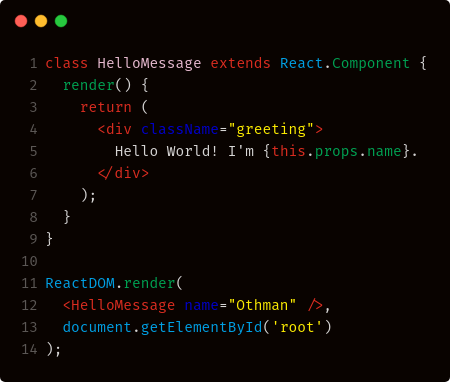 1 class HelloMessage extends React.Component {
2   render() {
3     return (
4       <div className="greeting">
5         Hello World! I'm {this.props.name}.
6       </div>
7     );
8   }
9 }
10
11 ReactDOM.render(
12   <HelloMessage name="Othman" />,
13   document.getElementById('root')
14 );